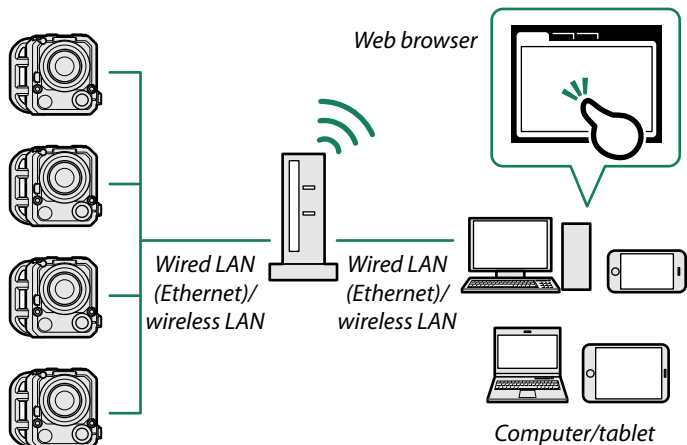 Web browser
Wired LAN
(Ethernet)/
wireless LAN
Wired LAN
(Ethernet)/
wireless LAN
Computer/tablet